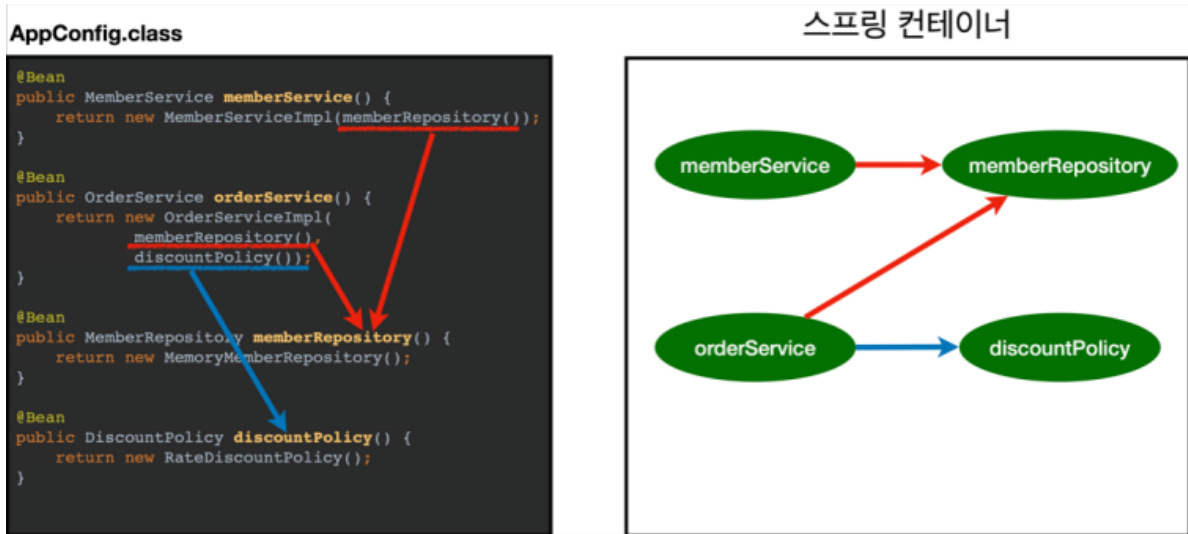 AppConfig.class
@Bean
public MemberService memberService() {
    return new MemberServiceImpl(memberRepository());
}
@Bean
public OrderService orderService() {
    return new OrderServiceImpl(
            memberRepository(),
            discountPolicy());
}
@Bean
public MemberRepository memberRepository() {
    return new MemoryMemberRepository();
}
@Bean
public DiscountPolicy discountPolicy() {
    return new RateDiscountPolicy();
}
스프링 컨테이너
memberService
memberRepository
orderService
discountPolicy